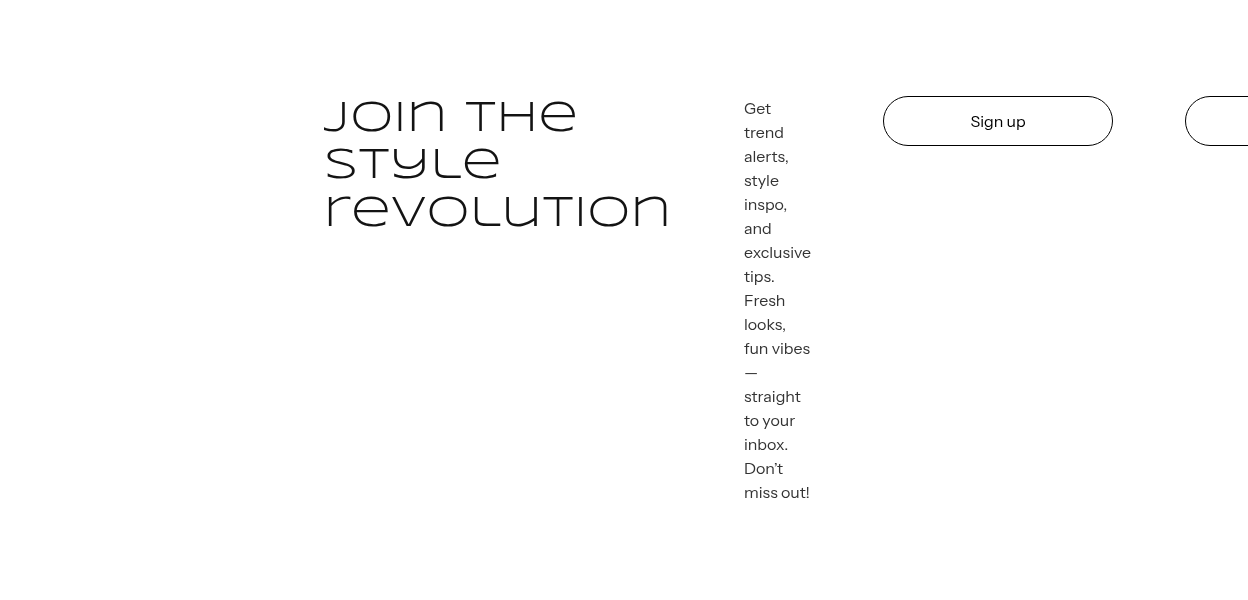 Join the
style
revolution
Get
trend
alerts,
style
inspo,
and
exclusive
tips.
Fresh
looks,
fun vibes
—
straight
to your
inbox.
Don't
miss out!
Sign up